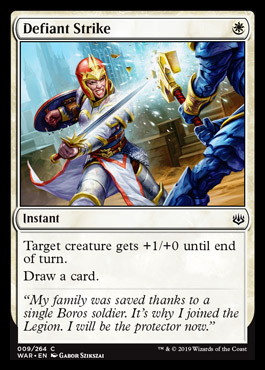 Defiant Strike
Instant
Target creature gets +1/+0 until end
of turn.
Draw a card.
“My family was saved thanks to a
single Boros soldier. It’s why I joined the
Legion. I will be the protector now.”
009/264 C
WAR • EN Gabor Szikszai
™ & © 2019 Wizards of the Coast